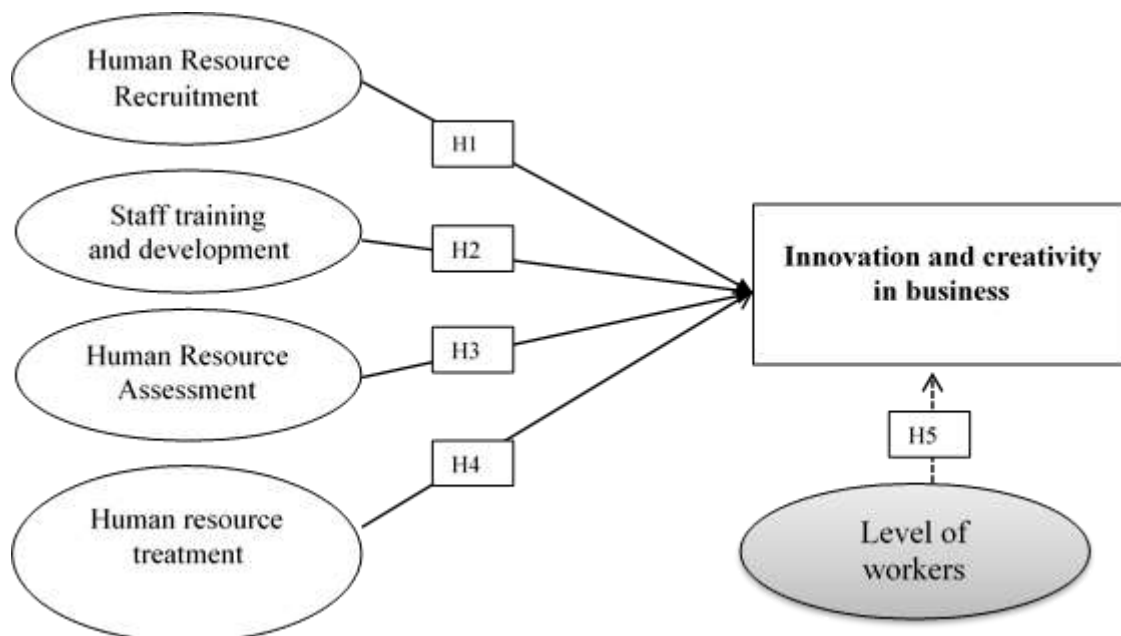 Human Resource
Recruitment
H1
Staff training
and development
H2
Innovation and creativity
in business
Human Resource
Assessment
H3
H4
H5
Human resource
treatment
Level of
workers